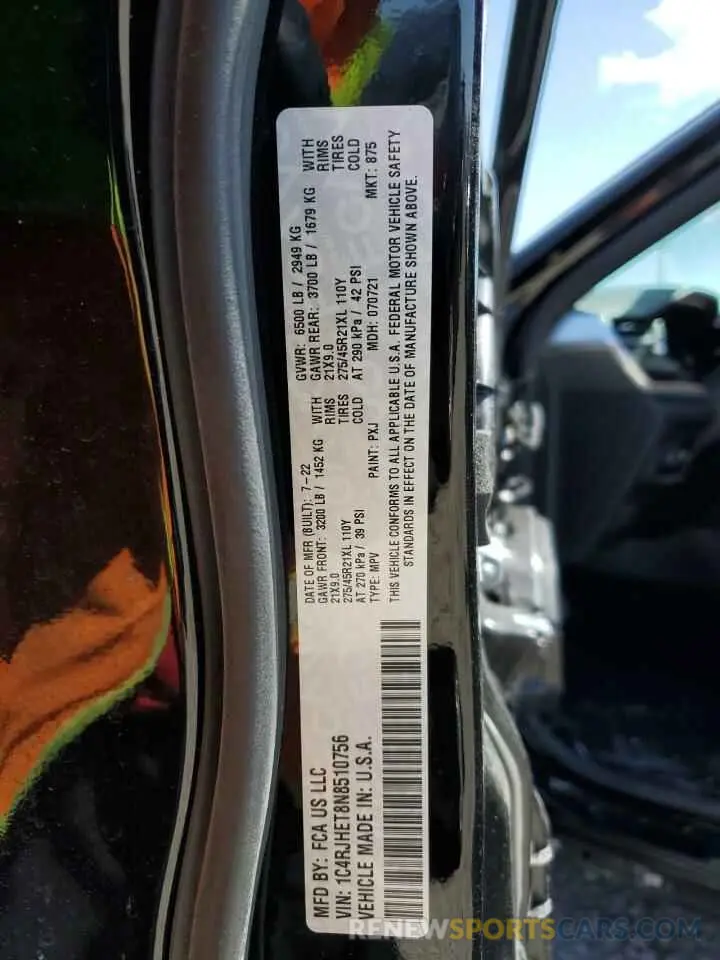 MFD BY: FCA US LLC
VIN: 1C4RJHET8N8510756
VEHICLE MADE IN: U.S.A.
DATE OF MFR (BUILT): 7-22 GVWR: 6500 LB / 2949 KG
GAWR FRONT: 3200 LB / 1452 KG WITH GAWR REAR: 3700 LB / 1679 KG WITH
21X9.0 RIMS 21X9.0 RIMS
275/45R21XL 110Y TIRES 275/45R21XL 110Y TIRES
AT 270 kPa / 39 PSI COLD AT 290 kPa / 42 PSI COLD
TYPE: MPV PAINT: PXJ MDH: 070721 MKT: 875
THIS VEHICLE CONFORMS TO ALL APPLICABLE U.S.A. FEDERAL MOTOR VEHICLE SAFETY
STANDARDS IN EFFECT ON THE DATE OF MANUFACTURE SHOWN ABOVE.
RENEWSPORTSCARS.COM